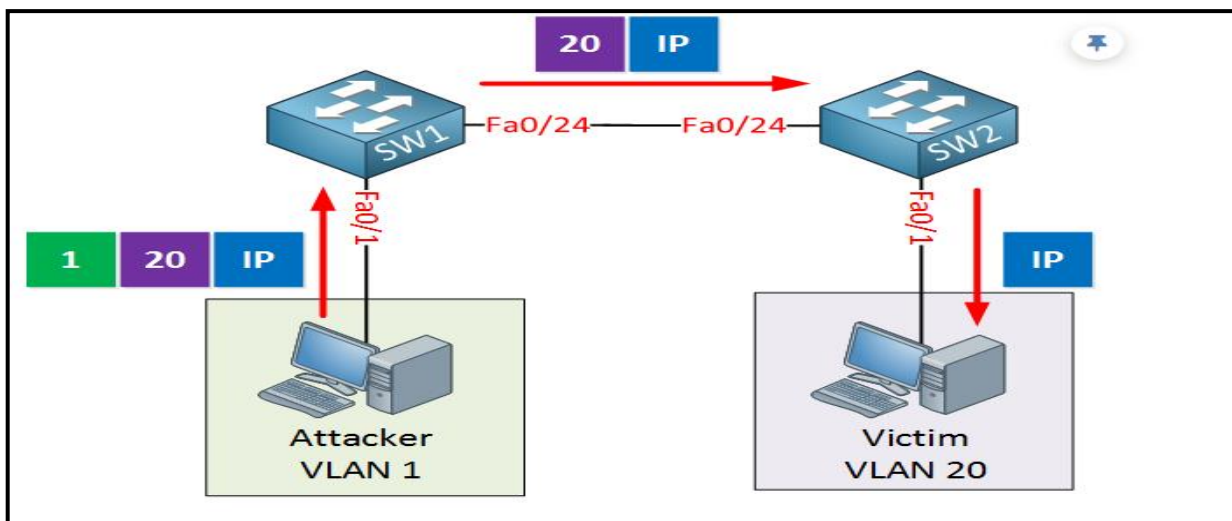 20 IP
SW1
Fa0/24
Fa0/24
SW2
Fa0/1
Fa0/1
1 20 IP
IP
Attacker
VLAN 1
Victim
VLAN 20